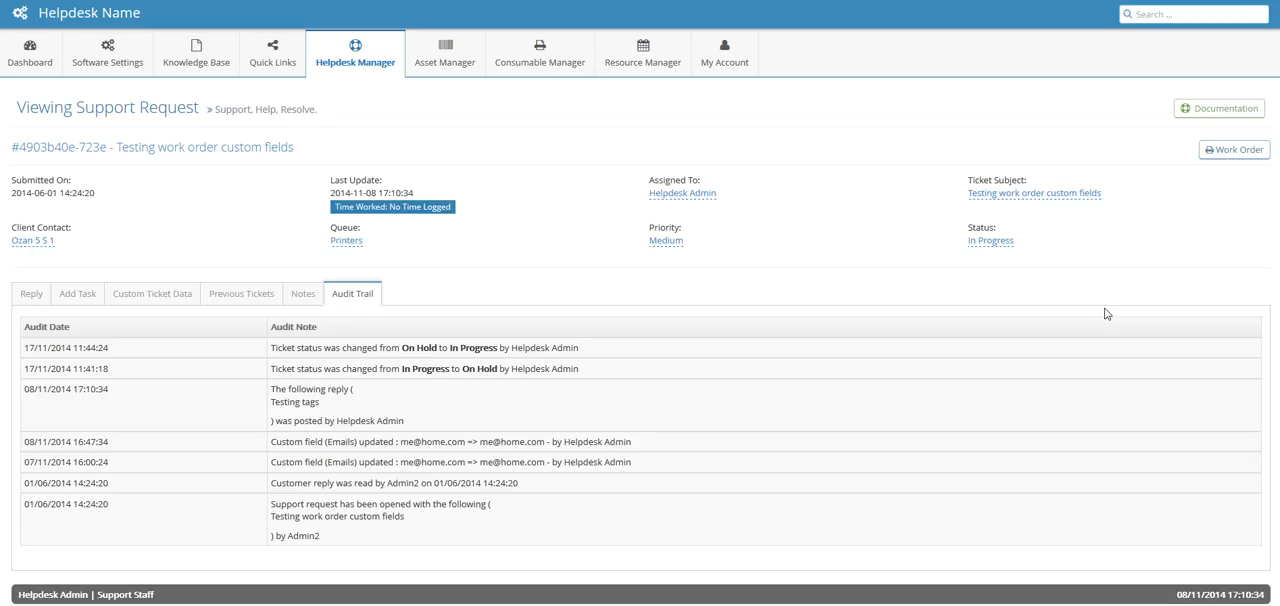 Helpdesk Name
Search ...
Dashboard
Software Settings
Knowledge Base
Quick Links
Helpdesk Manager
Asset Manager
Consumable Manager
Resource Manager
My Account
Viewing Support Request » Support, Help, Resolve.
Documentation
#4903b40e-723e - Testing work order custom fields
Work Order
Submitted On:
2014-06-01 14:24:20
Last Update:
2014-11-08 17:10:34
Time Worked: No Time Logged
Assigned To:
Helpdesk Admin
Ticket Subject:
Testing work order custom fields
Client Contact:
Ozan 5 S 1
Queue:
Printers
Priority:
Medium
Status:
In Progress
Reply
Add Task
Custom Ticket Data
Previous Tickets
Notes
Audit Trail
Audit Date
Audit Note
17/11/2014 11:44:24
Ticket status was changed from On Hold to In Progress by Helpdesk Admin
17/11/2014 11:41:18
Ticket status was changed from In Progress to On Hold by Helpdesk Admin
08/11/2014 17:10:34
The following reply (
Testing tags
) was posted by Helpdesk Admin
08/11/2014 16:47:34
Custom field (Emails) updated : me@home.com => me@home.com - by Helpdesk Admin
07/11/2014 16:00:24
Custom field (Emails) updated : me@home.com => me@home.com - by Helpdesk Admin
01/06/2014 14:24:20
Customer reply was read by Admin2 on 01/06/2014 14:24:20
01/06/2014 14:24:20
Support request has been opened with the following (
Testing work order custom fields
) by Admin2
Helpdesk Admin | Support Staff
08/11/2014 17:10:34